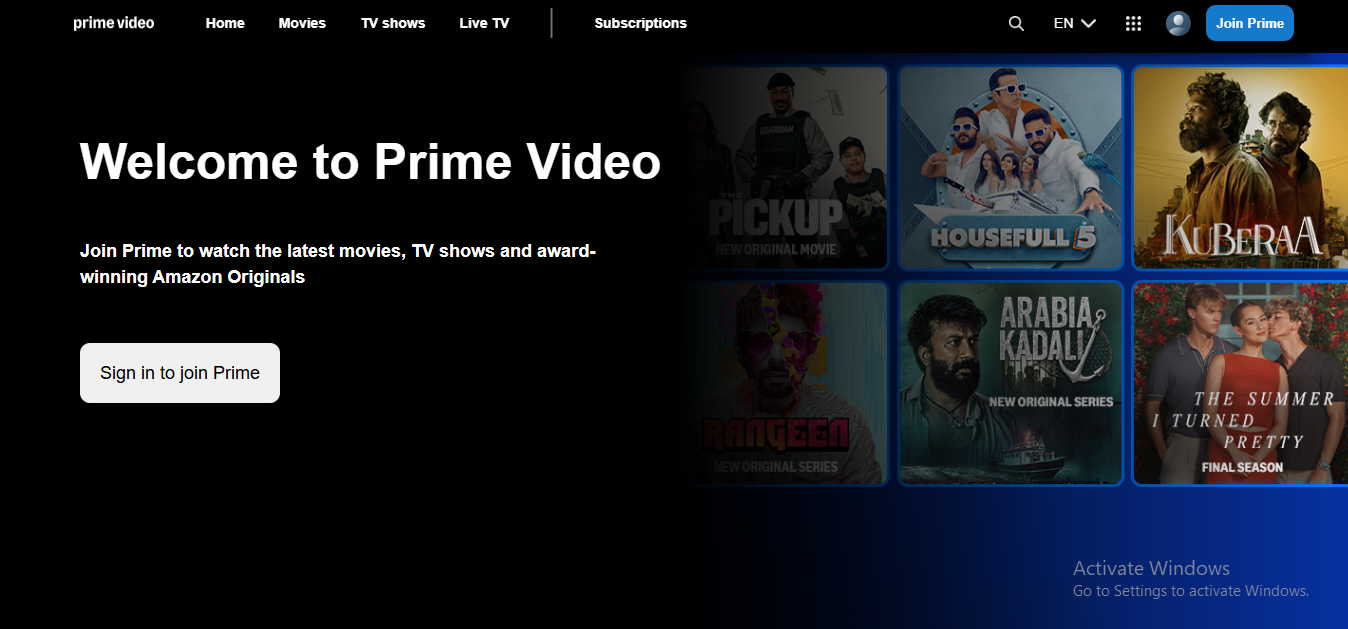 prime video
Home
Movies
TV shows
Live TV
Subscriptions
EN
Join Prime
Welcome to Prime Video
Join Prime to watch the latest movies, TV shows and award-
winning Amazon Originals
Sign in to join Prime
GUARDIAN
THE
PICKUP
NEW ORIGINAL MOVIE
HOUSEFULL 5
KUBERAA
RANGEEN
NEW ORIGINAL SERIES
ARABIA
KADALI
NEW ORIGINAL SERIES
THE SUMMER
I TURNED
PRETTY
FINAL SEASON
Activate Windows
Go to Settings to activate Windows.